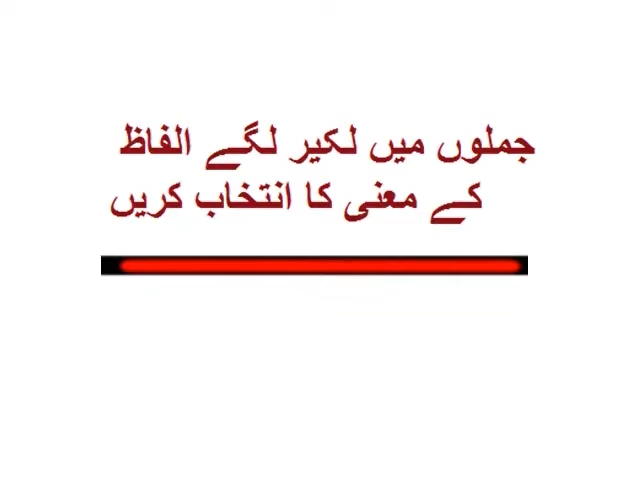 جملوں میں لکیر لگے الفاظ
کے معنی کا انتخاب کریں